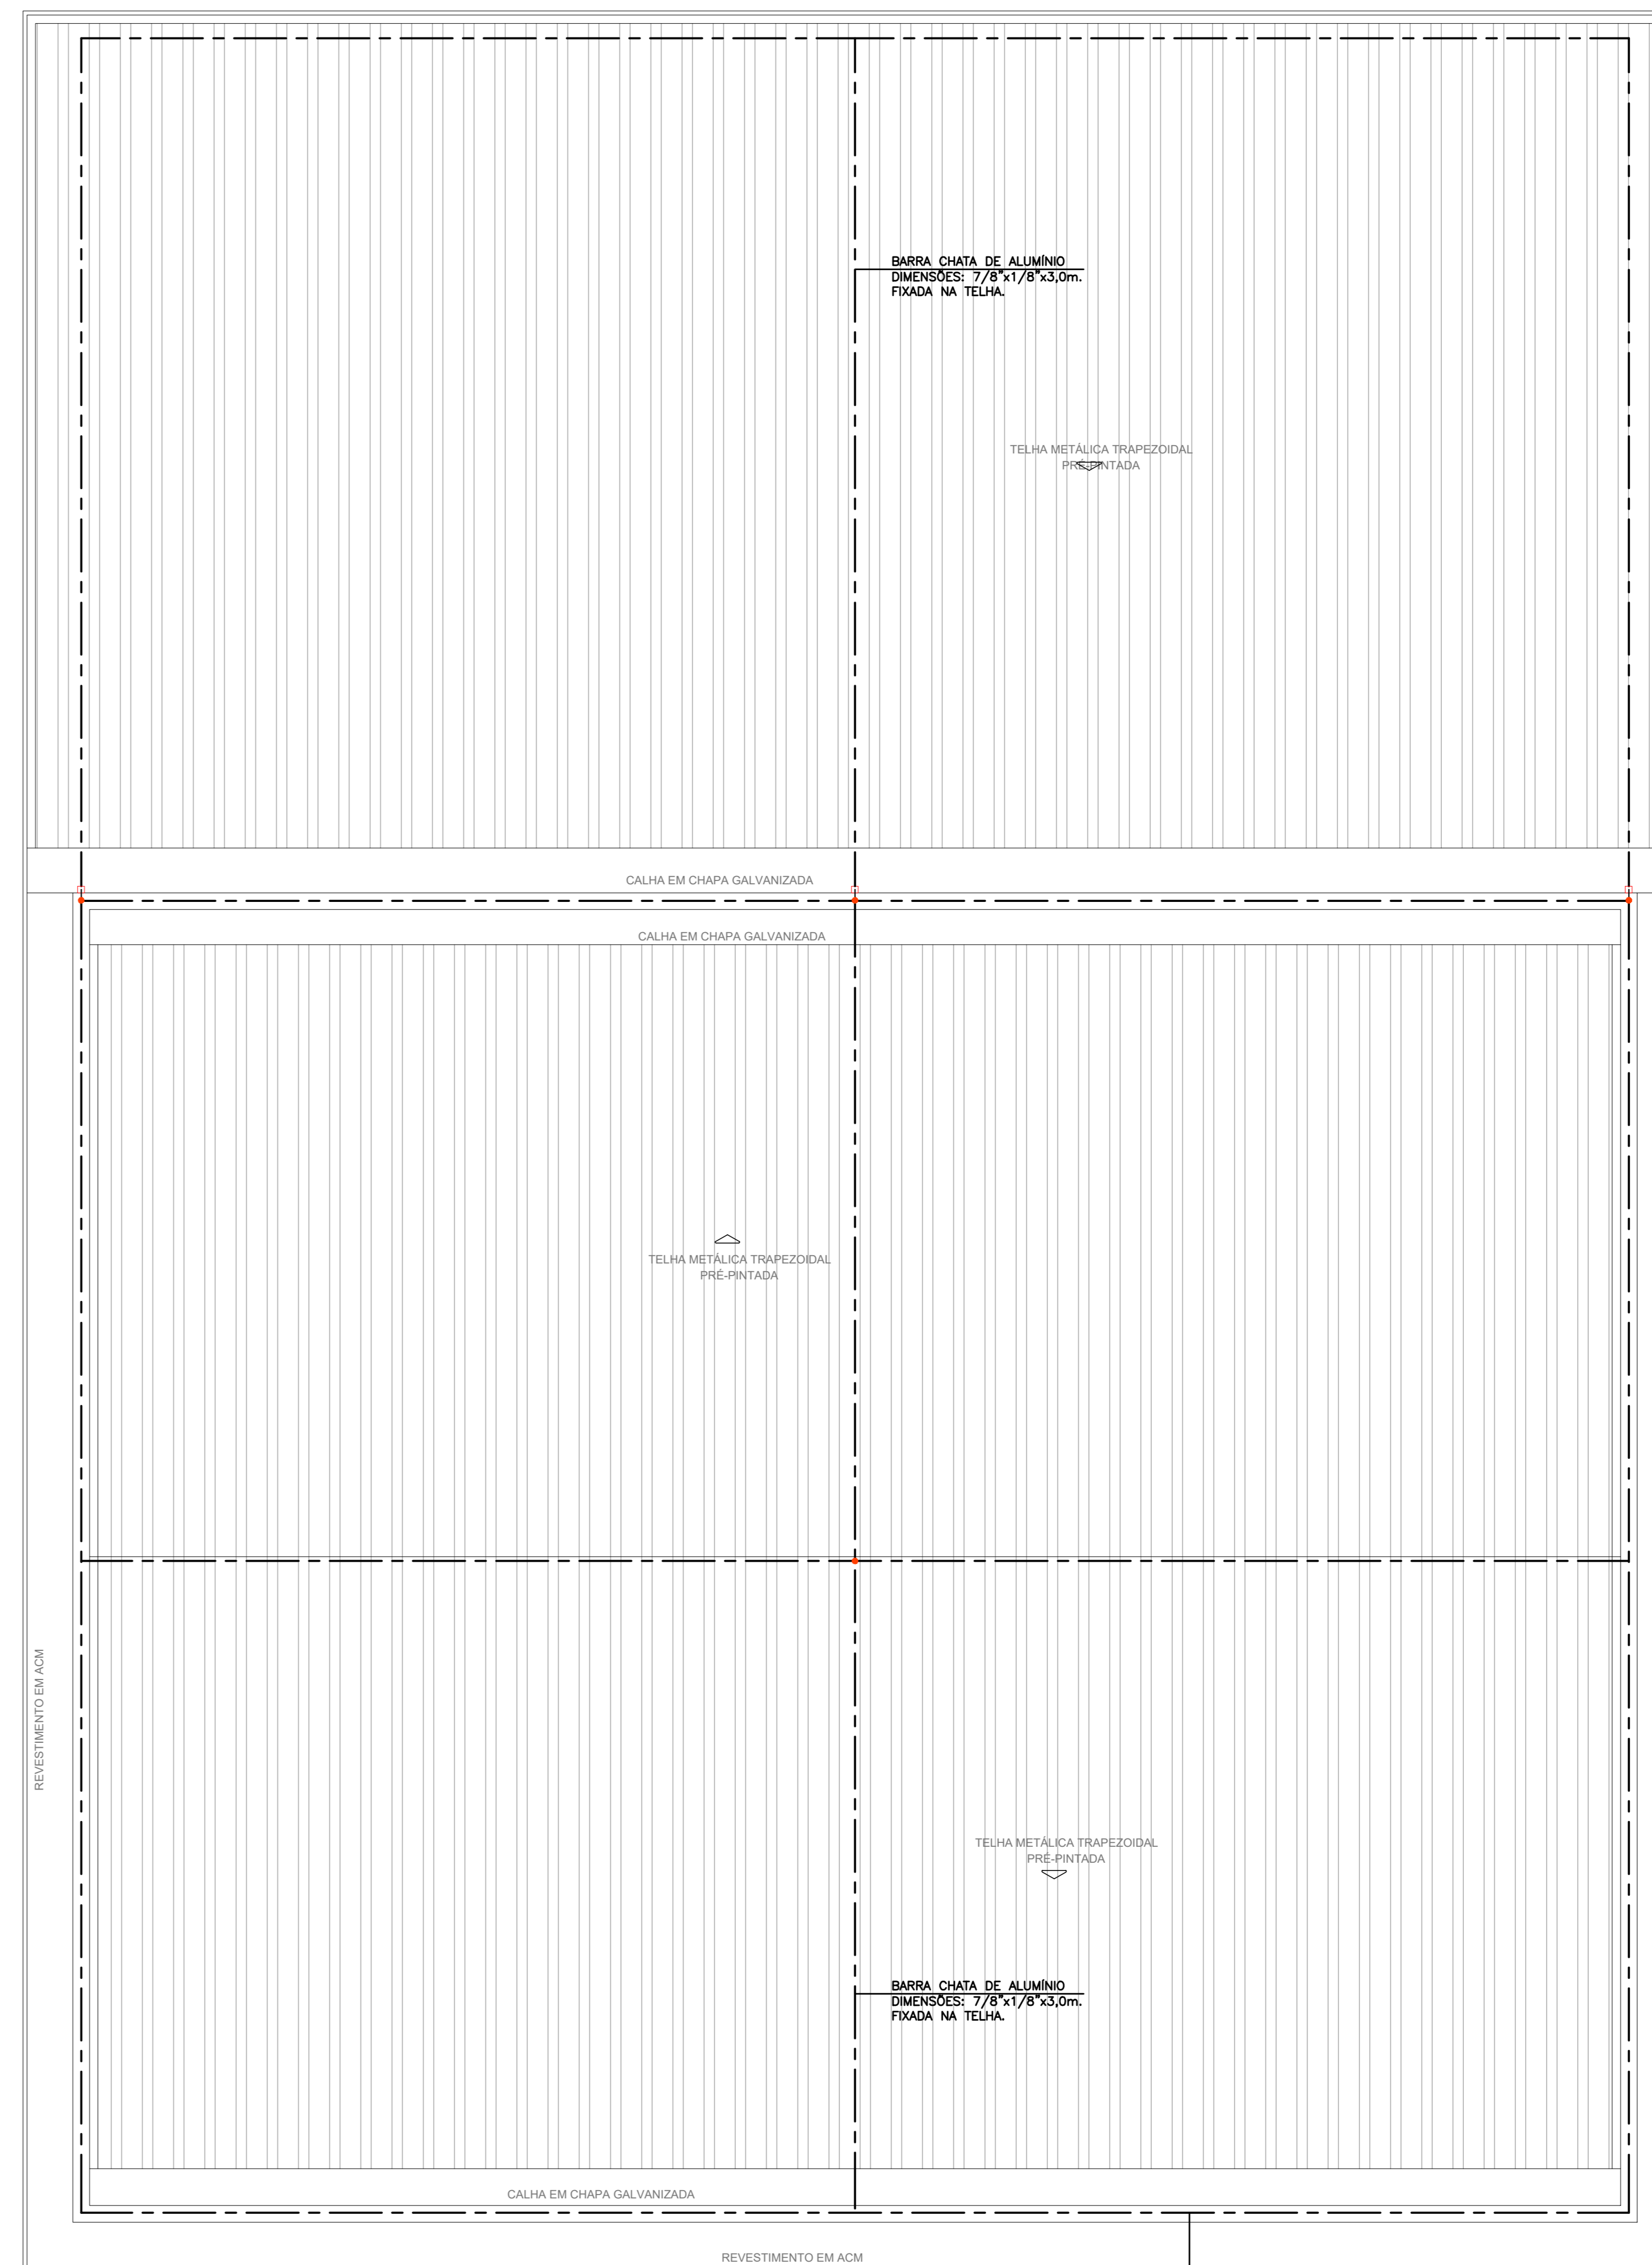 BARRA CHATA DE ALUMÍNIO
DIMENSÕES: 7/8"x1/8"x3,0m.
FIXADA NA TELHA.
TELHA METÁLICA TRAPEZOIDAL
PRÉ-PINTADA
CALHA EM CHAPA GALVANIZADA
CALHA EM CHAPA GALVANIZADA
TELHA METÁLICA TRAPEZOIDAL
PRÉ-PINTADA
REVESTIMENTO EM ACM
TELHA METÁLICA TRAPEZOIDAL
PRÉ-PINTADA
BARRA CHATA DE ALUMÍNIO
DIMENSÕES: 7/8"x1/8"x3,0m.
FIXADA NA TELHA.
CALHA EM CHAPA GALVANIZADA
REVESTIMENTO EM ACM